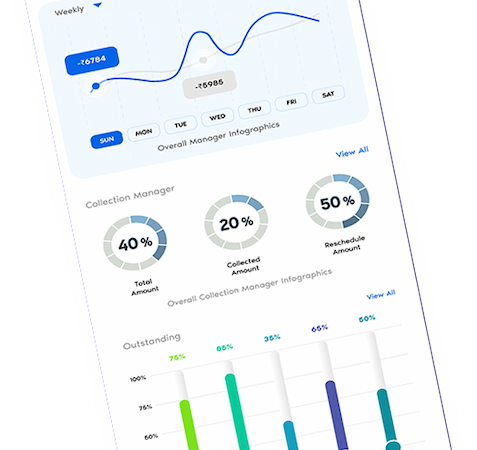 Weekly
-₹6784
-₹5985
SUN MON TUE WED THU FRI SAT
Overall Manager Infographics
View All
Collection Manager
40% 20% 50%
Total Amount
Collected Amount
Reschedule Amount
Overall Collection Manager Infographics
View All
Outstanding
75% 85% 35% 65% 50%
100%
75%
50%